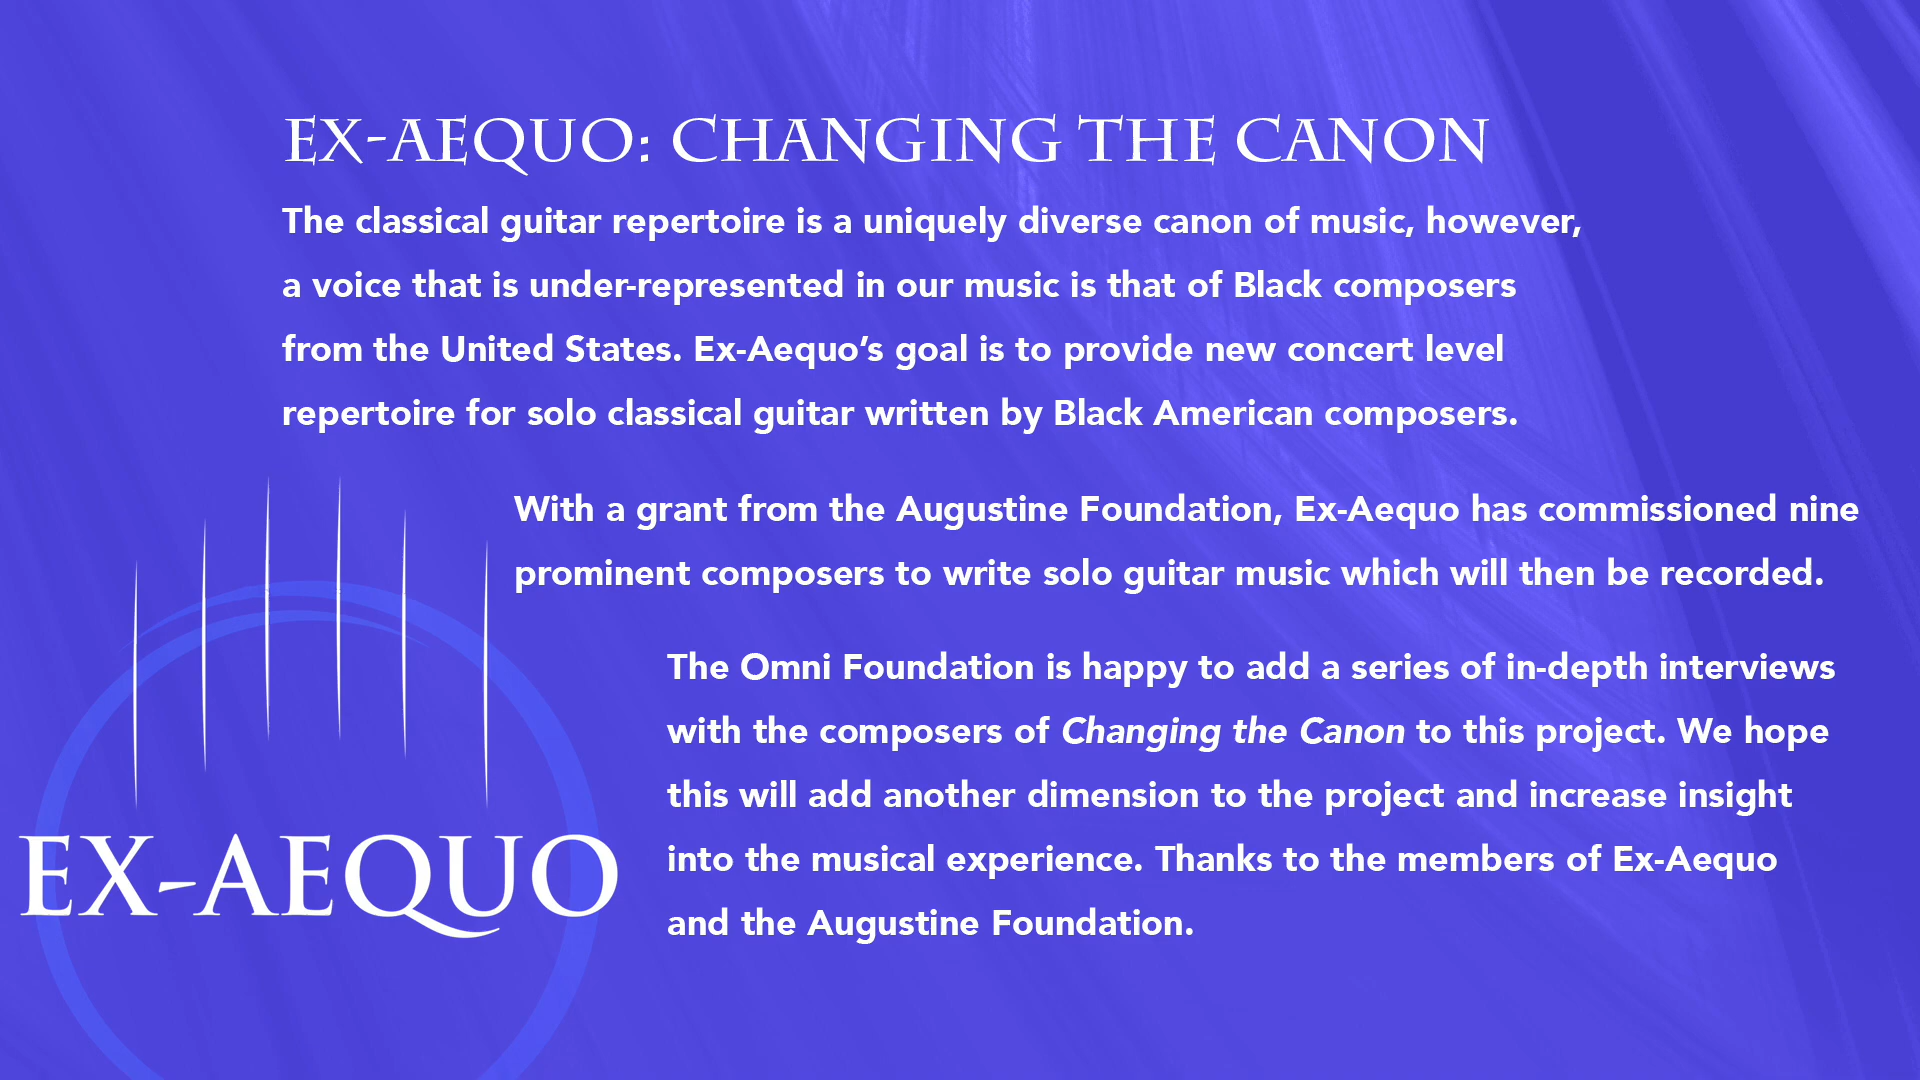 EX-AEQUO: CHANGING THE CANON
The classical guitar repertoire is a uniquely diverse canon of music, however,
a voice that is under-represented in our music is that of Black composers
from the United States. Ex-Aequo’s goal is to provide new concert level
repertoire for solo classical guitar written by Black American composers.
With a grant from the Augustine Foundation, Ex-Aequo has commissioned nine
prominent composers to write solo guitar music which will then be recorded.
The Omni Foundation is happy to add a series of in-depth interviews
with the composers of Changing the Canon to this project. We hope
this will add another dimension to the project and increase insight
into the musical experience. Thanks to the members of Ex-Aequo
and the Augustine Foundation.
EX-AEQUO